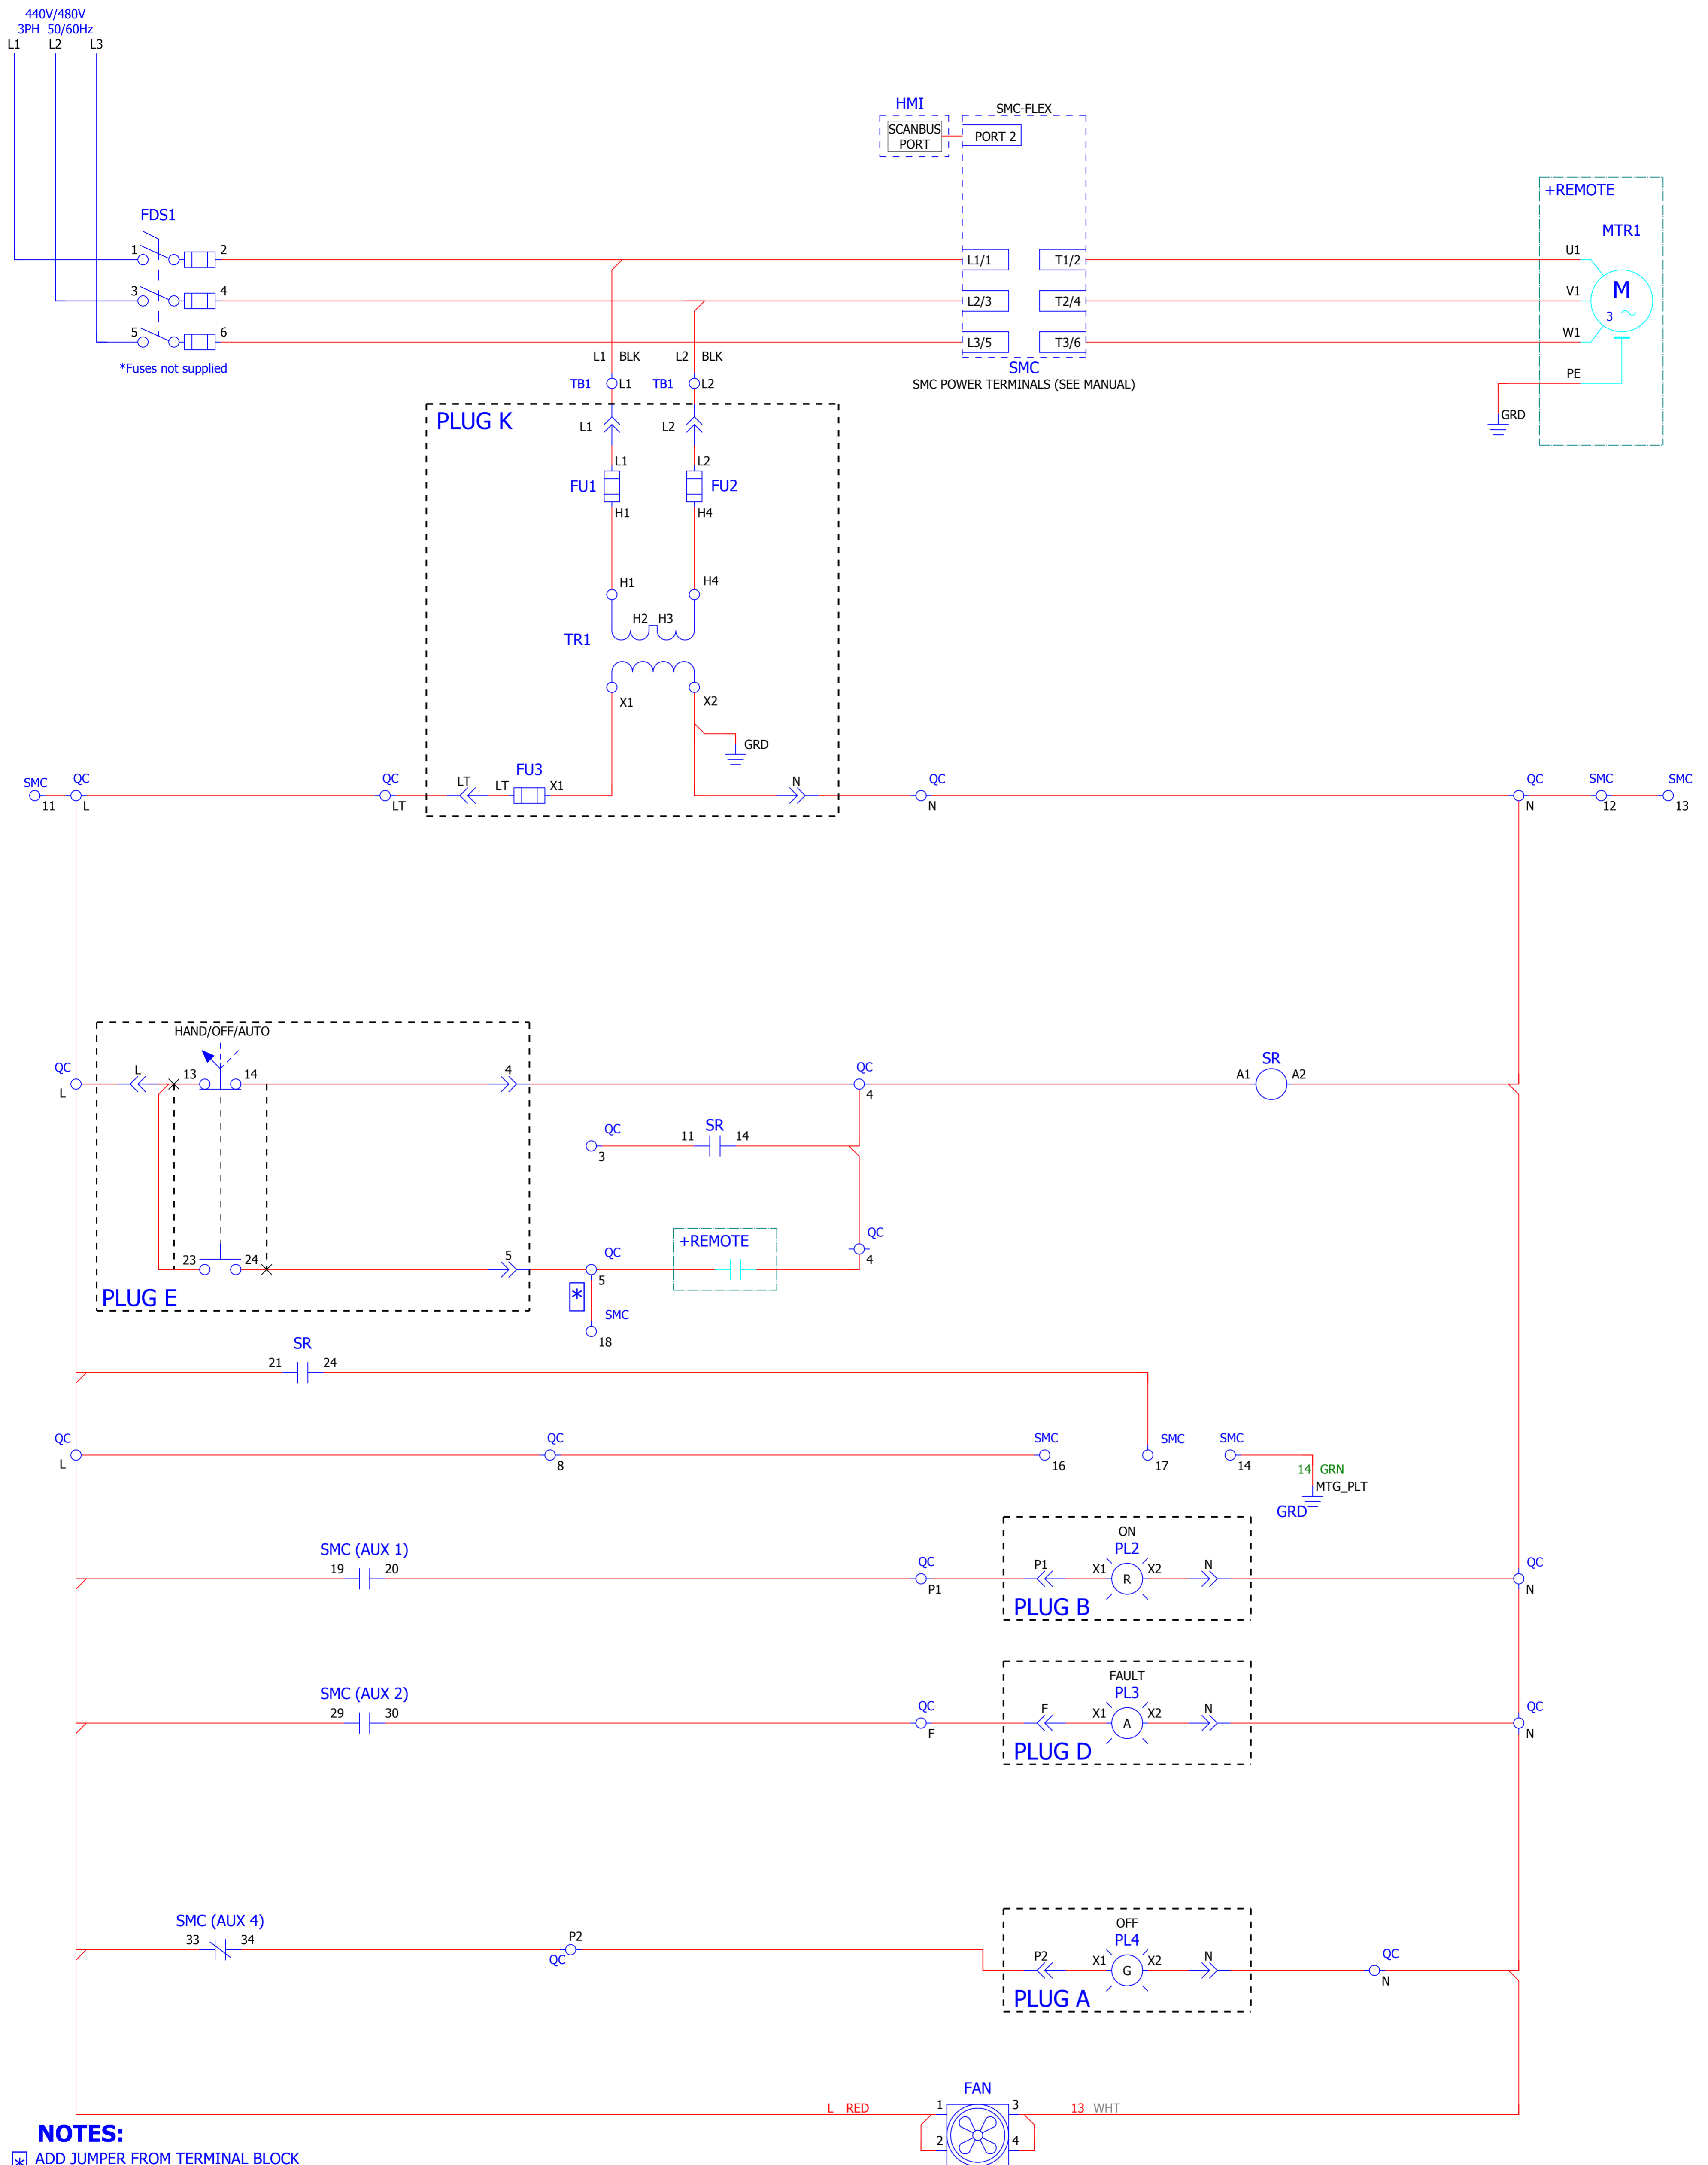 440V/480V
3PH 50/60Hz
L1 L2 L3
HMI
SMC-FLEX
SCANBUS
PORT
PORT 2
+REMOTE
MTR1
FDS1
1 2
3 4
5 6
*Fuses not supplied
L1/1 T1/2
L2/3 T2/4
L3/5 T3/6
SMC
SMC POWER TERMINALS (SEE MANUAL)
U1
V1
W1
PE
M
3
GRD
L1 BLK L2 BLK
TB1 L1 TB1 L2
PLUG K
L1 L2
L1 L2
FU1 FU2
H1 H4
H1 H4
H2 H3
TR1
X1 X2
GRD
SMC QC QC LT LT FU3 X1 N QC QC SMC SMC
11 L LT N N 12 13
HAND/OFF/AUTO
QC L 13 14 4 QC A1 SR A2
L 4
QC 11 SR 14
3
+REMOTE QC
4
23 24 5 QC
5
PLUG E
*
SMC
18
SR
21 24
QC QC SMC SMC SMC
L 8 16 17 14
14 GRN
MTG_PLT
GRD
ON
SMC (AUX 1) PL2
19 20 QC P1 X1 R X2 N QC
P1 N
PLUG B
FAULT
SMC (AUX 2) PL3
29 30 QC F X1 A X2 N QC
F N
PLUG D
OFF
SMC (AUX 4) PL4
33 34 P2
QC
P2 X1 G X2 N QC
N
PLUG A
FAN
L RED 1 3 13 WHT
2 4
NOTES:
* ADD JUMPER FROM TERMINAL BLOCK